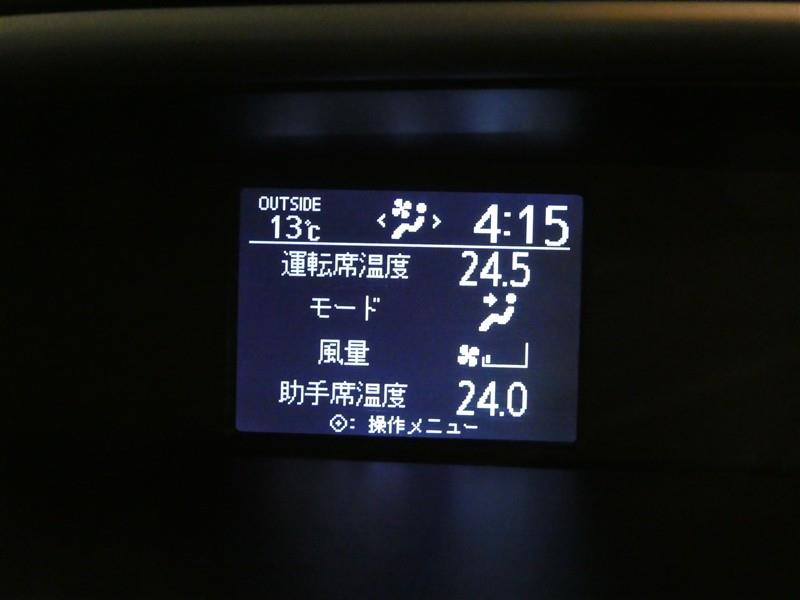 OUTSIDE
13℃
4:15
運転席温度 24.5
モード
風量
助手席温度 24.0
: 操作メニュー